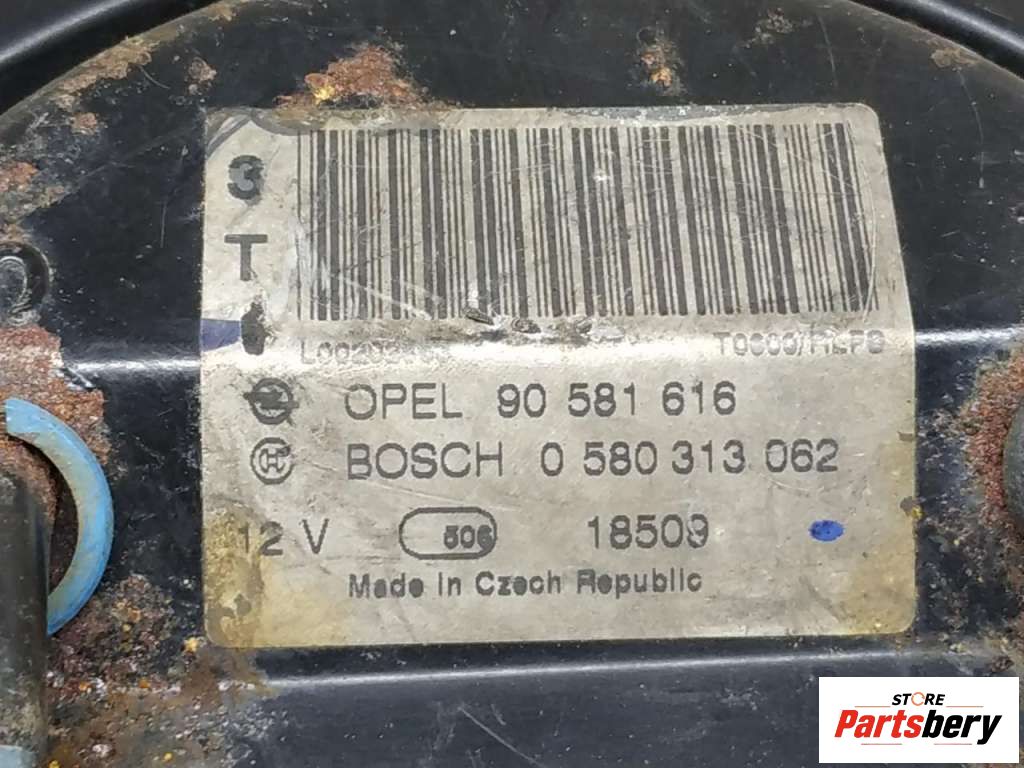 3
T
OPEL 90 581 616
BOSCH 0 580 313 062
12 V 506 18509
Made in Czech Republic
STORE
Partsbery